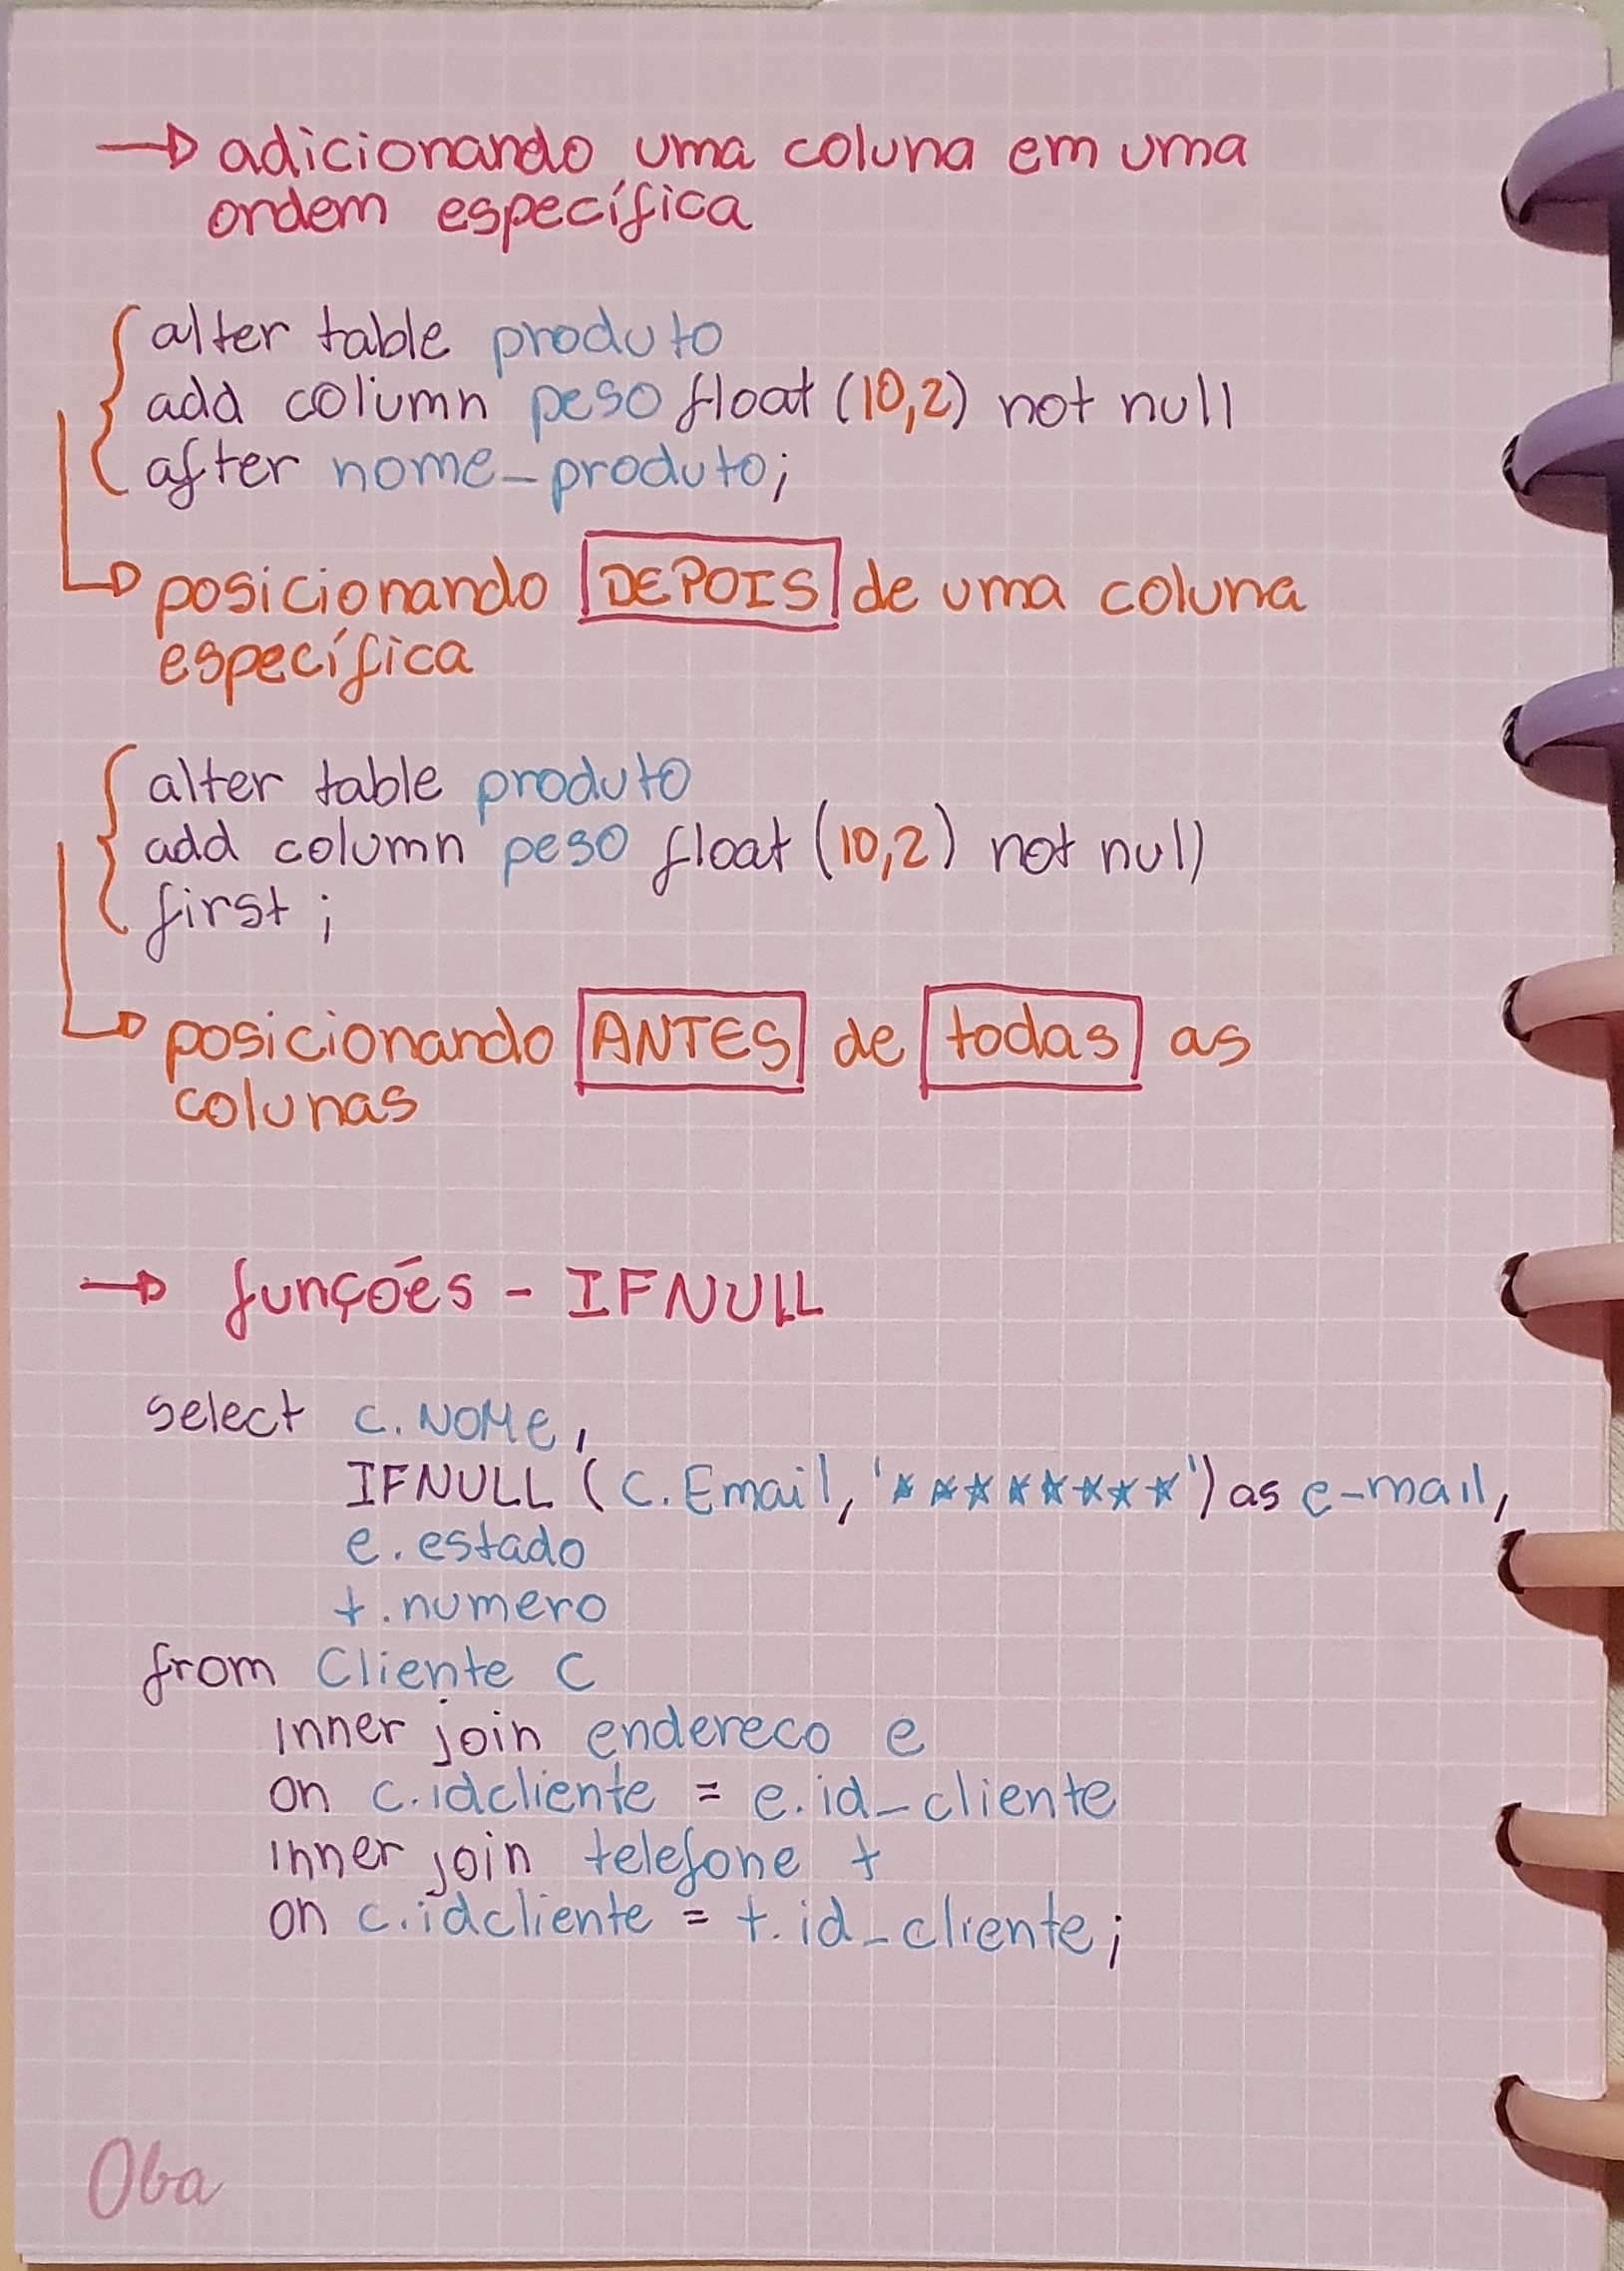 → adicionando uma coluna em uma
ordem específica
alter table produto
add column peso float (10,2) not null
after nome_produto;
→ posicionando DEPOIS de uma coluna
específica
alter table produto
add column peso float (10,2) not null
first ;
→ posicionando ANTES de todas as
colunas
→ funções - IFNULL
select c.NOME,
IFNULL (c.Email, '********') as e-mail,
e.estado
t.numero
from Cliente C
inner join endereco e
on c.idcliente = e.id_cliente
inner join telefone t
on c.idcliente = t.id_cliente;
Oba